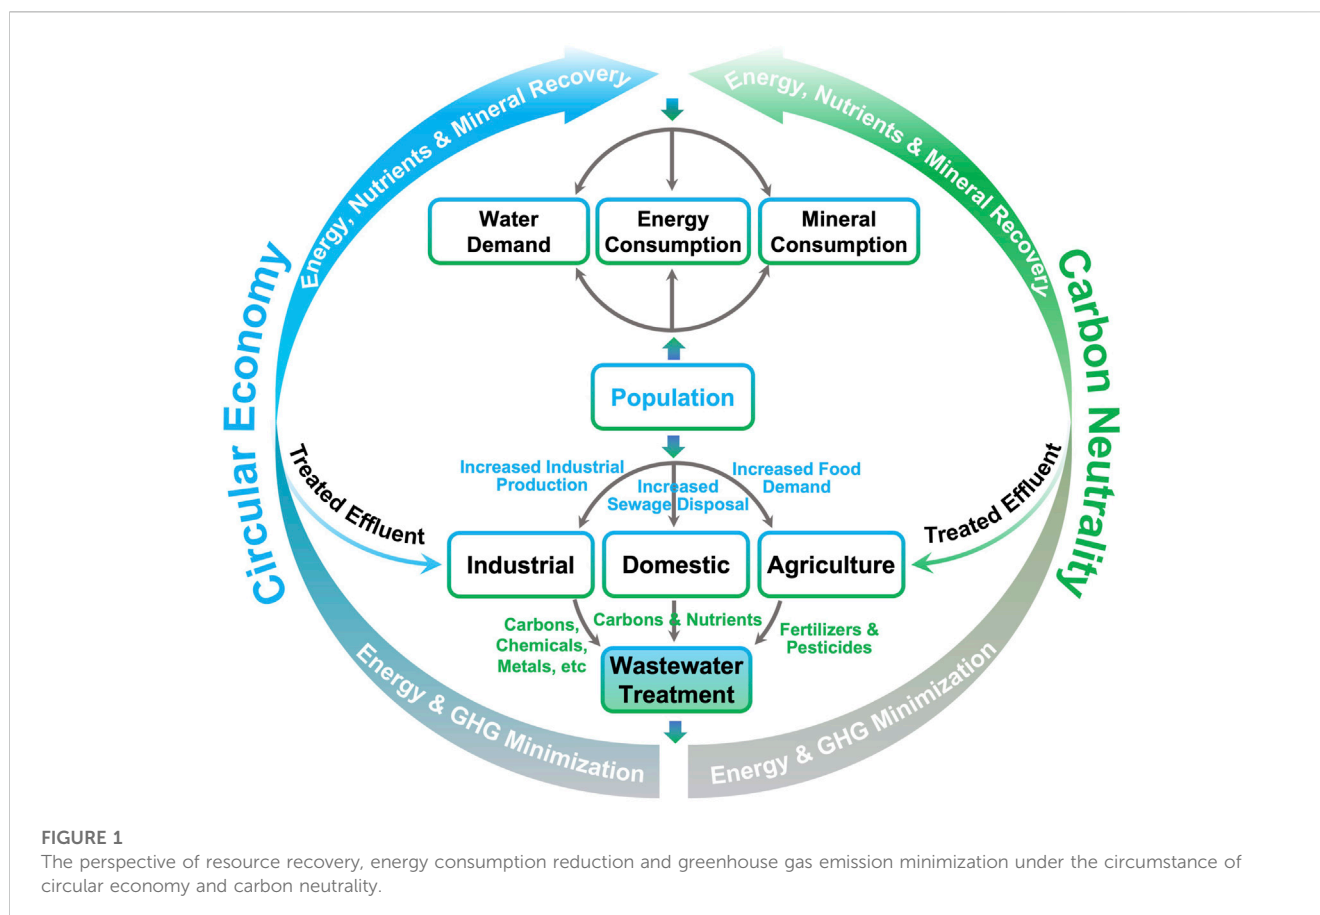 Energy, Nutrients & Mineral Recovery
Energy, Nutrients & Mineral Recovery
Circular Economy
Carbon Neutrality
Water
Demand
Energy
Consumption
Mineral
Consumption
Population
Increased Industrial
Production
Increased
Sewage Disposal
Increased Food
Demand
Treated Effluent
Treated Effluent
Industrial
Domestic
Agriculture
Carbons,
Chemicals,
Metals, etc
Carbons & Nutrients
Fertilizers &
Pesticides
Wastewater
Treatment
Energy & GHG Minimization
Energy & GHG Minimization
FIGURE 1
The perspective of resource recovery, energy consumption reduction and greenhouse gas emission minimization under the circumstance of
circular economy and carbon neutrality.